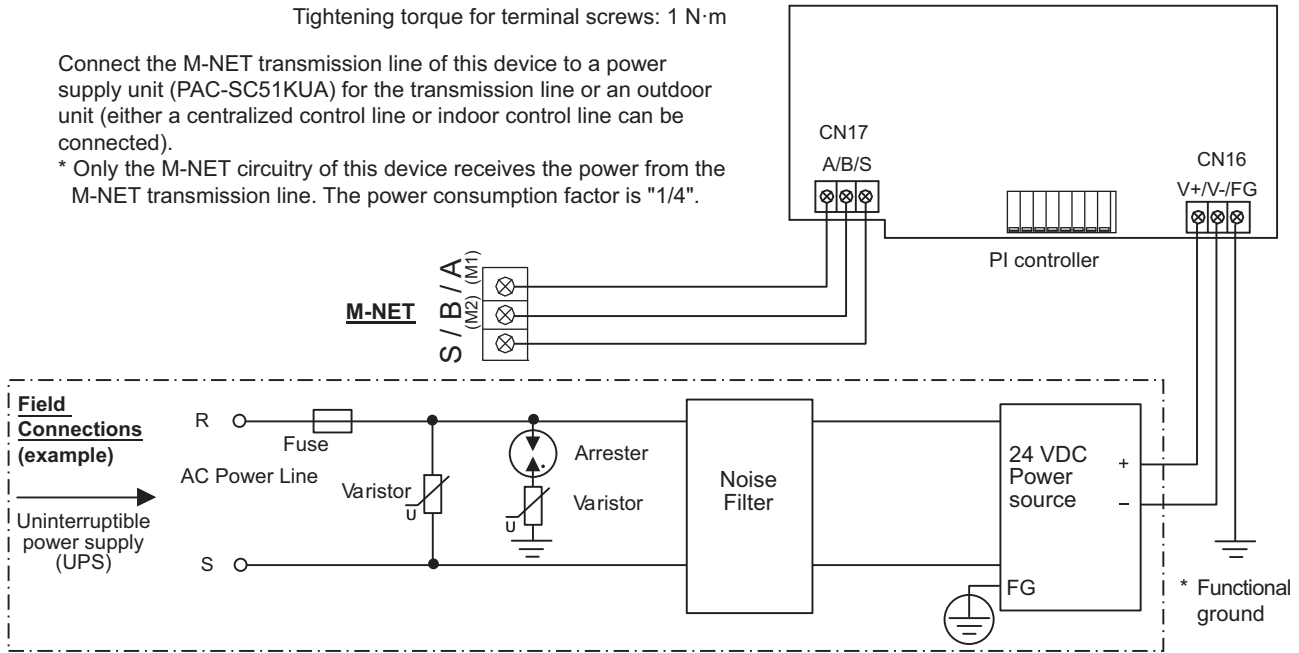 Tightening torque for terminal screws: 1 N·m
Connect the M-NET transmission line of this device to a power
supply unit (PAC-SC51KUA) for the transmission line or an outdoor
unit (either a centralized control line or indoor control line can be
connected).
* Only the M-NET circuitry of this device receives the power from the
M-NET transmission line. The power consumption factor is "1/4".
CN17
A/B/S
CN16
V+/V-/FG
PI controller
M-NET
S / B / A
(M2) (M1)
Field
Connections
(example)
Uninterruptible
power supply
(UPS)
R
Fuse
AC Power Line
S
Varistor
U
Arrester
Varistor
U
Noise
Filter
24 VDC
Power
source
+
–
FG
* Functional
ground